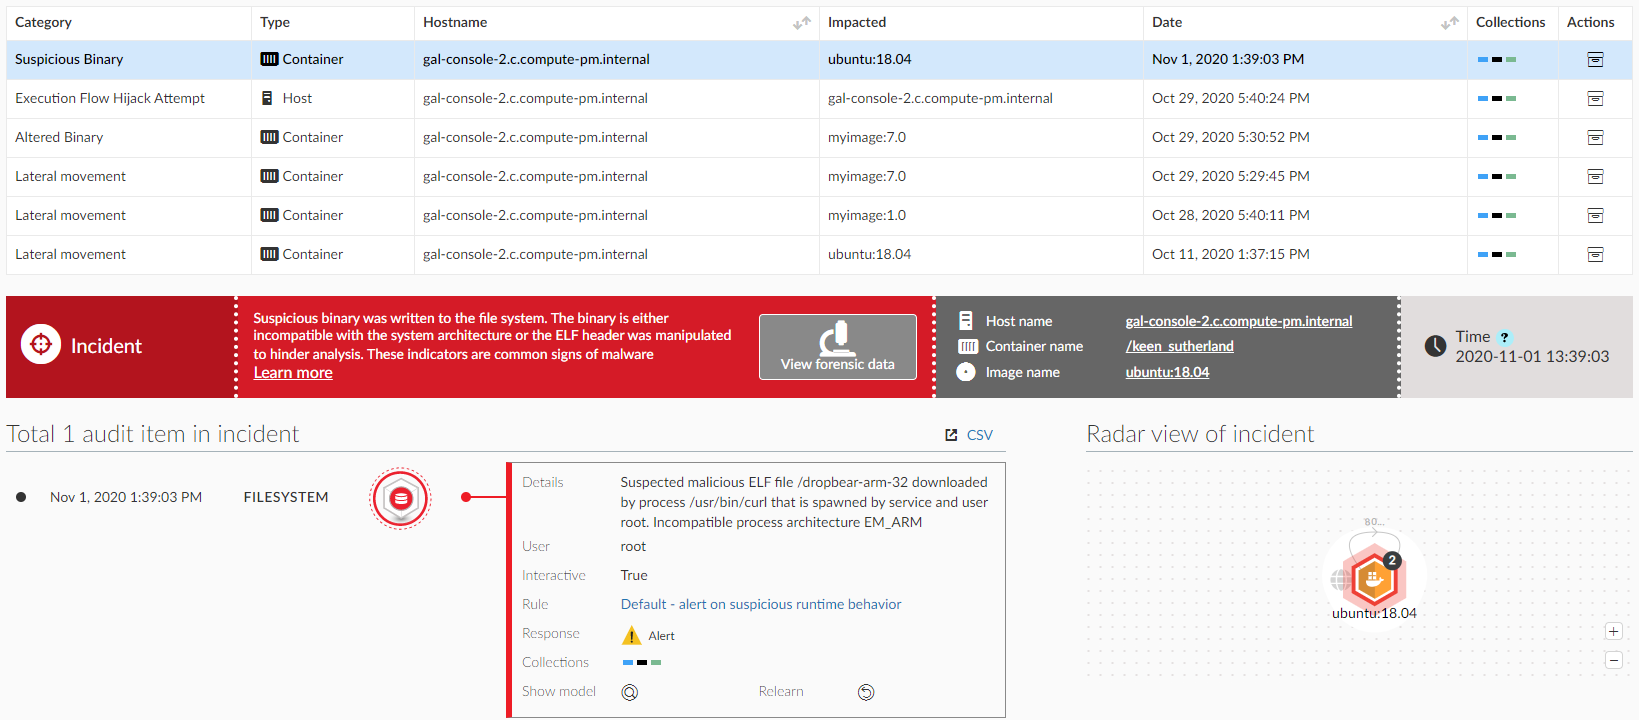 Category Type Hostname Impacted Date Collections Actions
Suspicious Binary Container gal-console-2.c.compute-pm.internal ubuntu:18.04 Nov 1, 2020 1:39:03 PM
Execution Flow Hijack Attempt Host gal-console-2.c.compute-pm.internal gal-console-2.c.compute-pm.internal Oct 29, 2020 5:40:24 PM
Altered Binary Container gal-console-2.c.compute-pm.internal myimage:7.0 Oct 29, 2020 5:30:52 PM
Lateral movement Container gal-console-2.c.compute-pm.internal myimage:7.0 Oct 29, 2020 5:29:45 PM
Lateral movement Container gal-console-2.c.compute-pm.internal myimage:1.0 Oct 28, 2020 5:40:11 PM
Lateral movement Container gal-console-2.c.compute-pm.internal ubuntu:18.04 Oct 11, 2020 1:37:15 PM
Incident
Suspicious binary was written to the file system. The binary is either
incompatible with the system architecture or the ELF header was manipulated
to hinder analysis. These indicators are common signs of malware
Learn more
View forensic data
Host name gal-console-2.c.compute-pm.internal
Container name /keen_sutherland
Image name ubuntu:18.04
Time ?
2020-11-01 13:39:03
Total 1 audit item in incident
CSV
Nov 1, 2020 1:39:03 PM FILESYSTEM
Details Suspected malicious ELF file /dropbear-arm-32 downloaded
by process /usr/bin/curl that is spawned by service and user
root. Incompatible process architecture EM_ARM
User root
Interactive True
Rule Default - alert on suspicious runtime behavior
Response Alert
Collections
Show model Relearn
Radar view of incident
80...
2
ubuntu:18.04
+
−